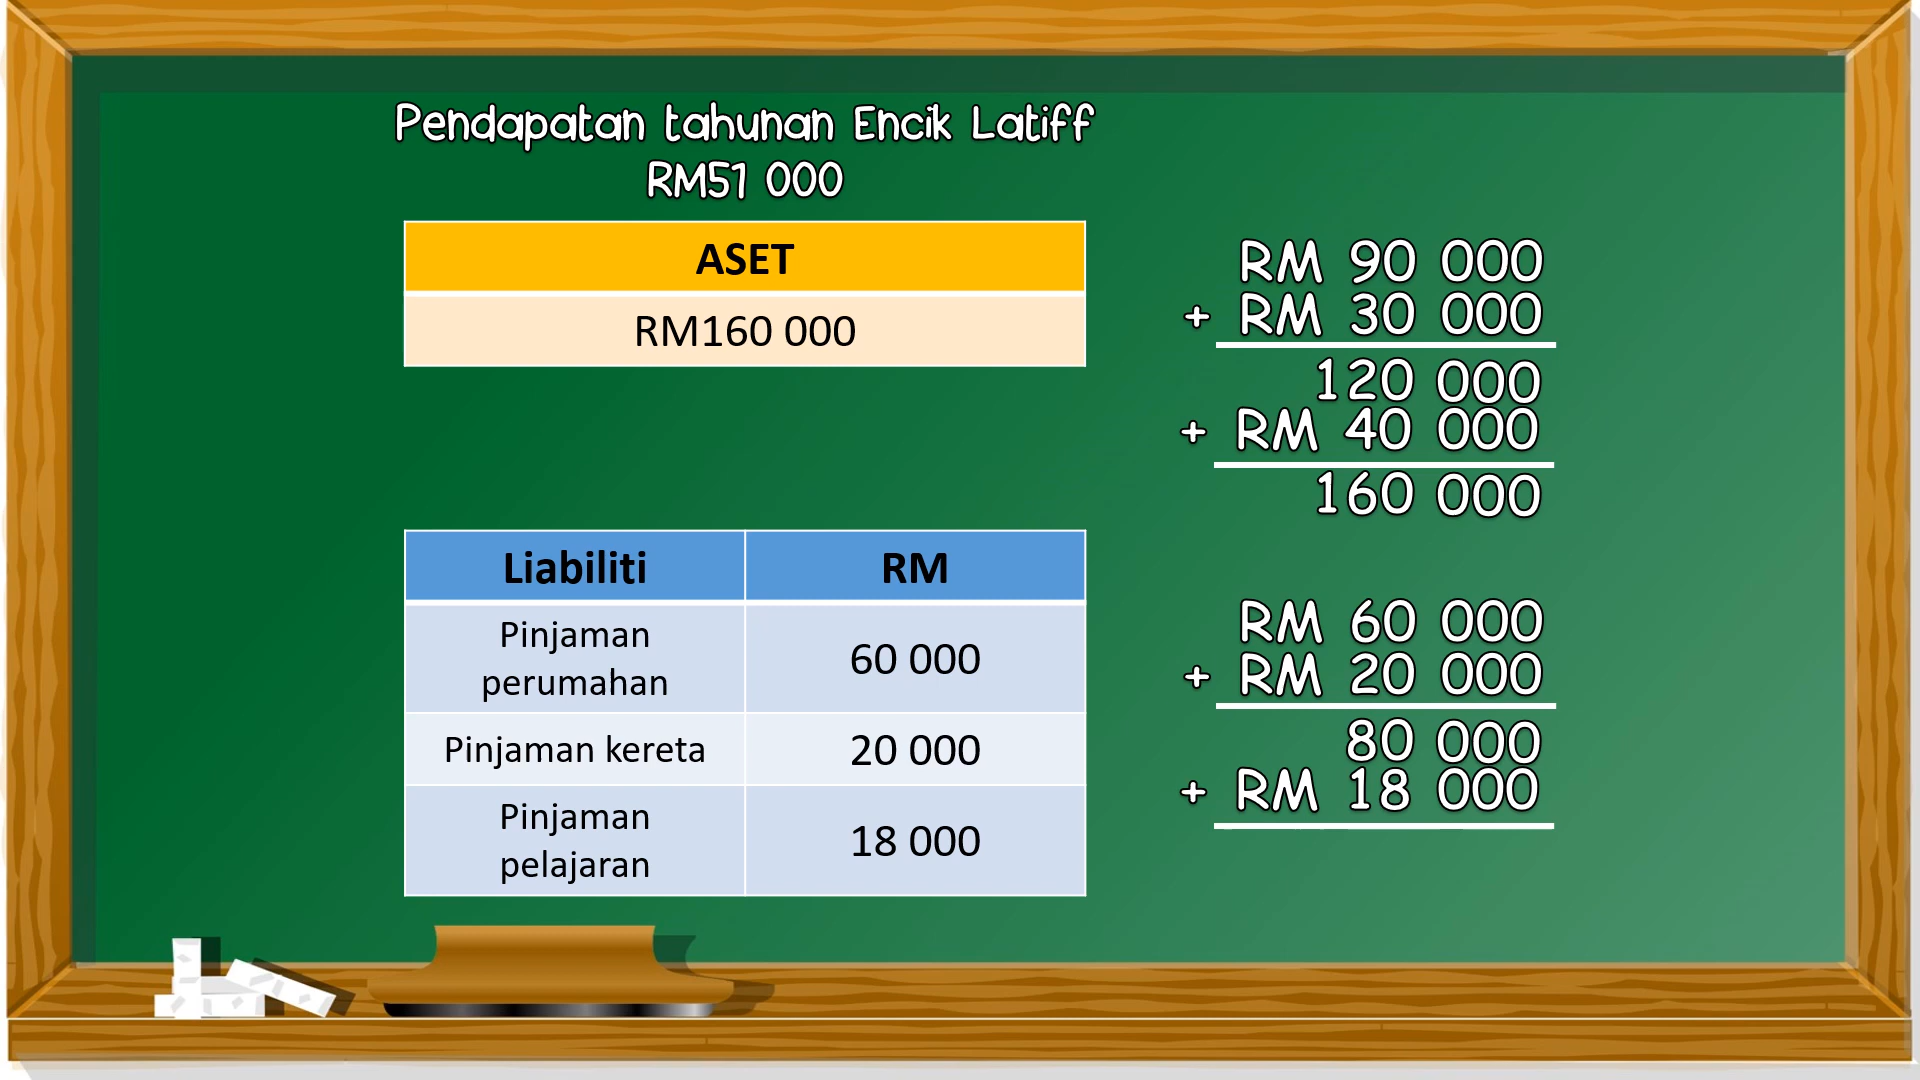 Pendapatan tahunan Encik Latiff
RM51 000
ASET
RM160 000
RM 90 000
+ RM 30 000
120 000
+ RM 40 000
160 000
Liabiliti RM
Pinjaman
perumahan
60 000
Pinjaman kereta 20 000
Pinjaman
pelajaran
18 000
RM 60 000
+ RM 20 000
80 000
+ RM 18 000